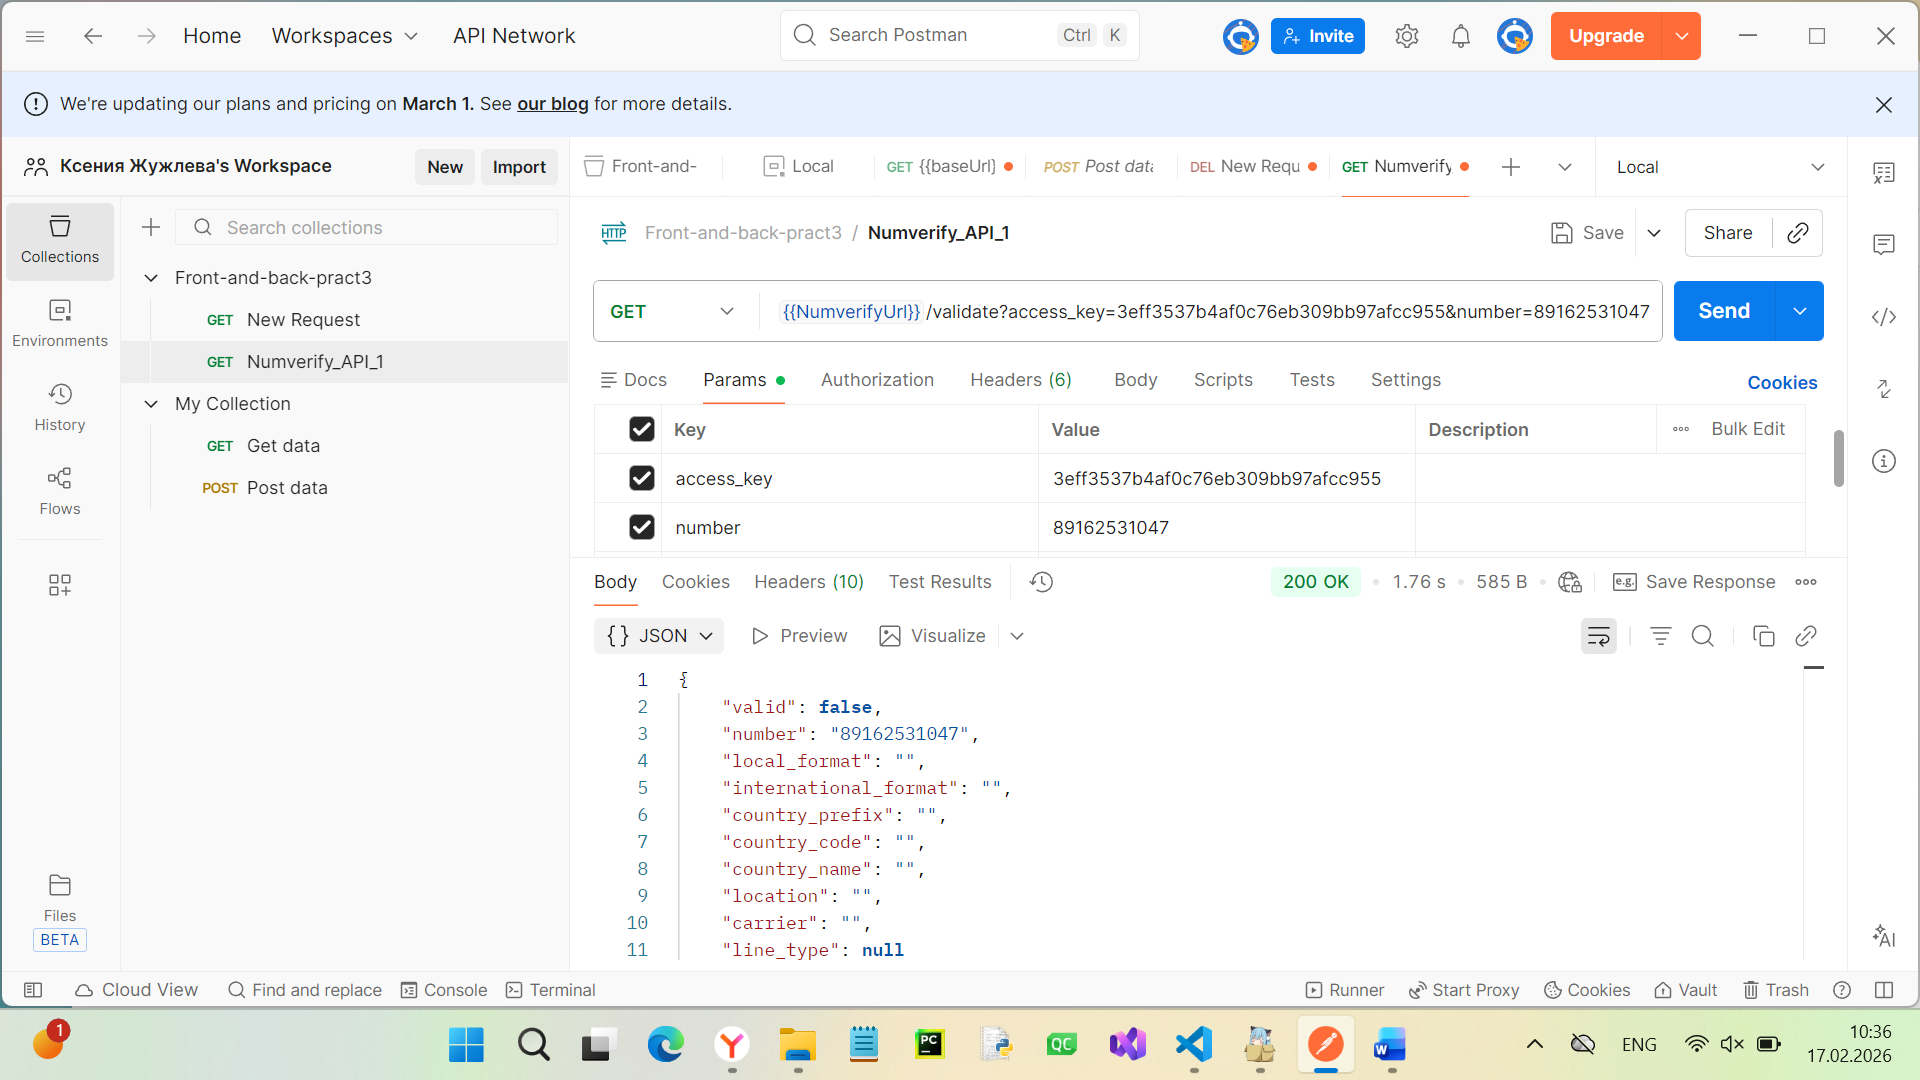 Home
Workspaces
API Network
Search Postman
Ctrl
K
Invite
Upgrade
We're updating our plans and pricing on March 1. See our blog for more details.
Ксения Жужлева's Workspace
New
Import
Front-and-
Local
GET {{baseUrl}
POST Post data
DEL New Requ
GET Numverify
Local
Collections
Environments
History
Flows
Files
BETA
Search collections
Front-and-back-pract3
GET New Request
GET Numverify_API_1
My Collection
GET Get data
POST Post data
HTTP
Front-and-back-pract3 / Numverify_API_1
Save
Share
GET
{{NumverifyUrl}} /validate?access_key=3eff3537b4af0c76eb309bb97afcc955&number=89162531047
Send
Docs
Params
Authorization
Headers (6)
Body
Scripts
Tests
Settings
Cookies
Key
Value
Description
Bulk Edit
access_key
3eff3537b4af0c76eb309bb97afcc955
number
89162531047
Body
Cookies
Headers (10)
Test Results
200 OK
1.76 s
585 B
e.g.
Save Response
{} JSON
Preview
Visualize
1 {
2 "valid": false,
3 "number": "89162531047",
4 "local_format": "",
5 "international_format": "",
6 "country_prefix": "",
7 "country_code": "",
8 "country_name": "",
9 "location": "",
10 "carrier": "",
11 "line_type": null
AI
Cloud View
Find and replace
Console
Terminal
Runner
Start Proxy
Cookies
Vault
Trash
1
PC
QC
W
ENG
10:36
17.02.2026